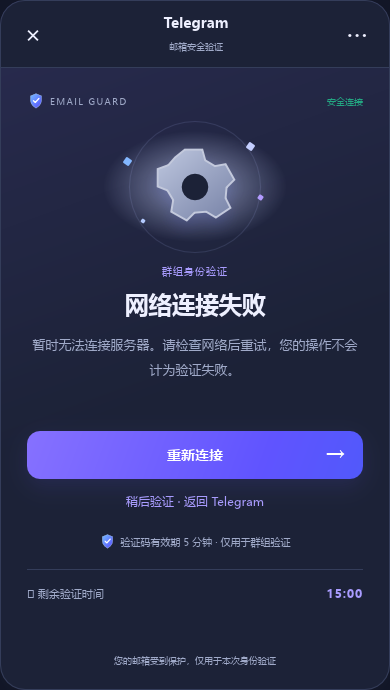 Telegram
邮箱安全验证
EMAIL GUARD
安全连接
群组身份验证
网络连接失败
暂时无法连接服务器。请检查网络后重试，您的操作不会
计为验证失败。
重新连接 →
稍后验证 · 返回 Telegram
验证码有效期 5 分钟 · 仅用于群组验证
剩余验证时间
15:00
您的邮箱受到保护，仅用于本次身份验证